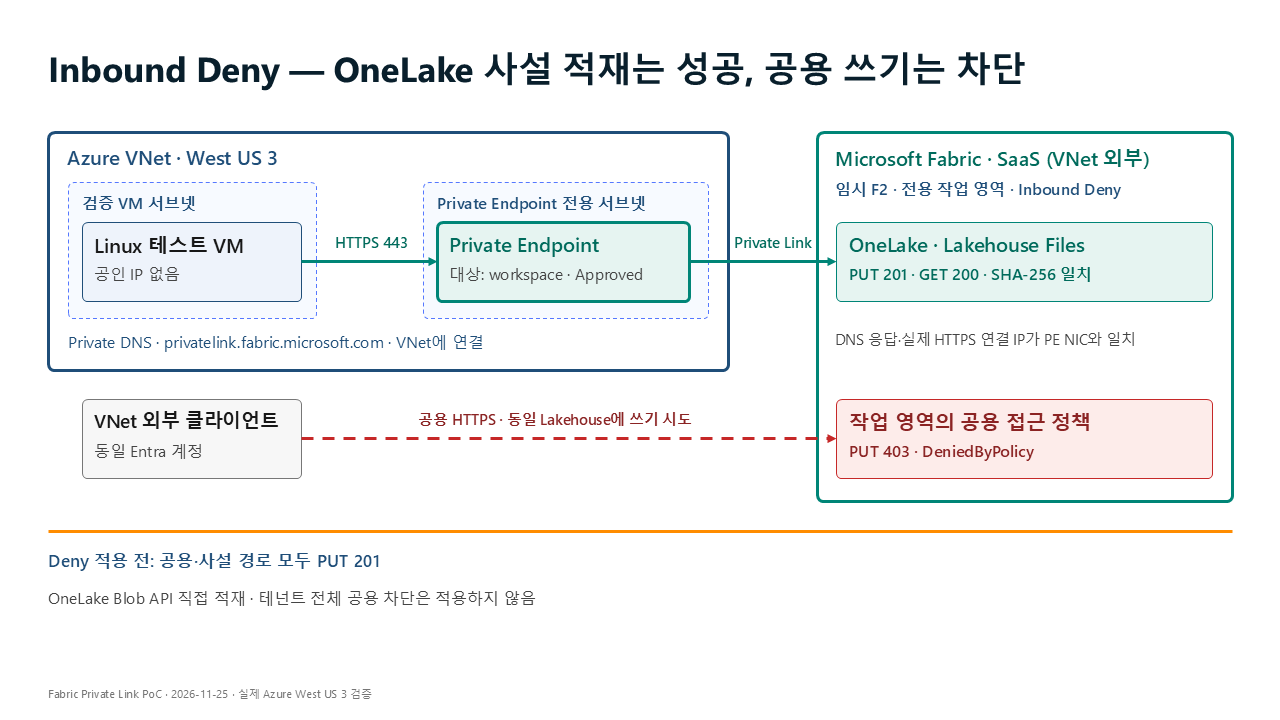 Inbound Deny — OneLake 사설 적재는 성공, 공용 쓰기는 차단
Azure VNet · West US 3
검증 VM 서브넷
Linux 테스트 VM
공인 IP 없음
HTTPS 443
Private Endpoint 전용 서브넷
Private Endpoint
대상: workspace · Approved
Private Link
Private DNS · privatelink.fabric.microsoft.com · VNet에 연결
Microsoft Fabric · SaaS (VNet 외부)
임시 F2 · 전용 작업 영역 · Inbound Deny
OneLake · Lakehouse Files
PUT 201 · GET 200 · SHA-256 일치
DNS 응답·실제 HTTPS 연결 IP가 PE NIC와 일치
VNet 외부 클라이언트
동일 Entra 계정
공용 HTTPS · 동일 Lakehouse에 쓰기 시도
작업 영역의 공용 접근 정책
PUT 403 · DeniedByPolicy
Deny 적용 전: 공용·사설 경로 모두 PUT 201
OneLake Blob API 직접 적재 · 테넌트 전체 공용 차단은 적용하지 않음
Fabric Private Link PoC · 2026-11-25 · 실제 Azure West US 3 검증